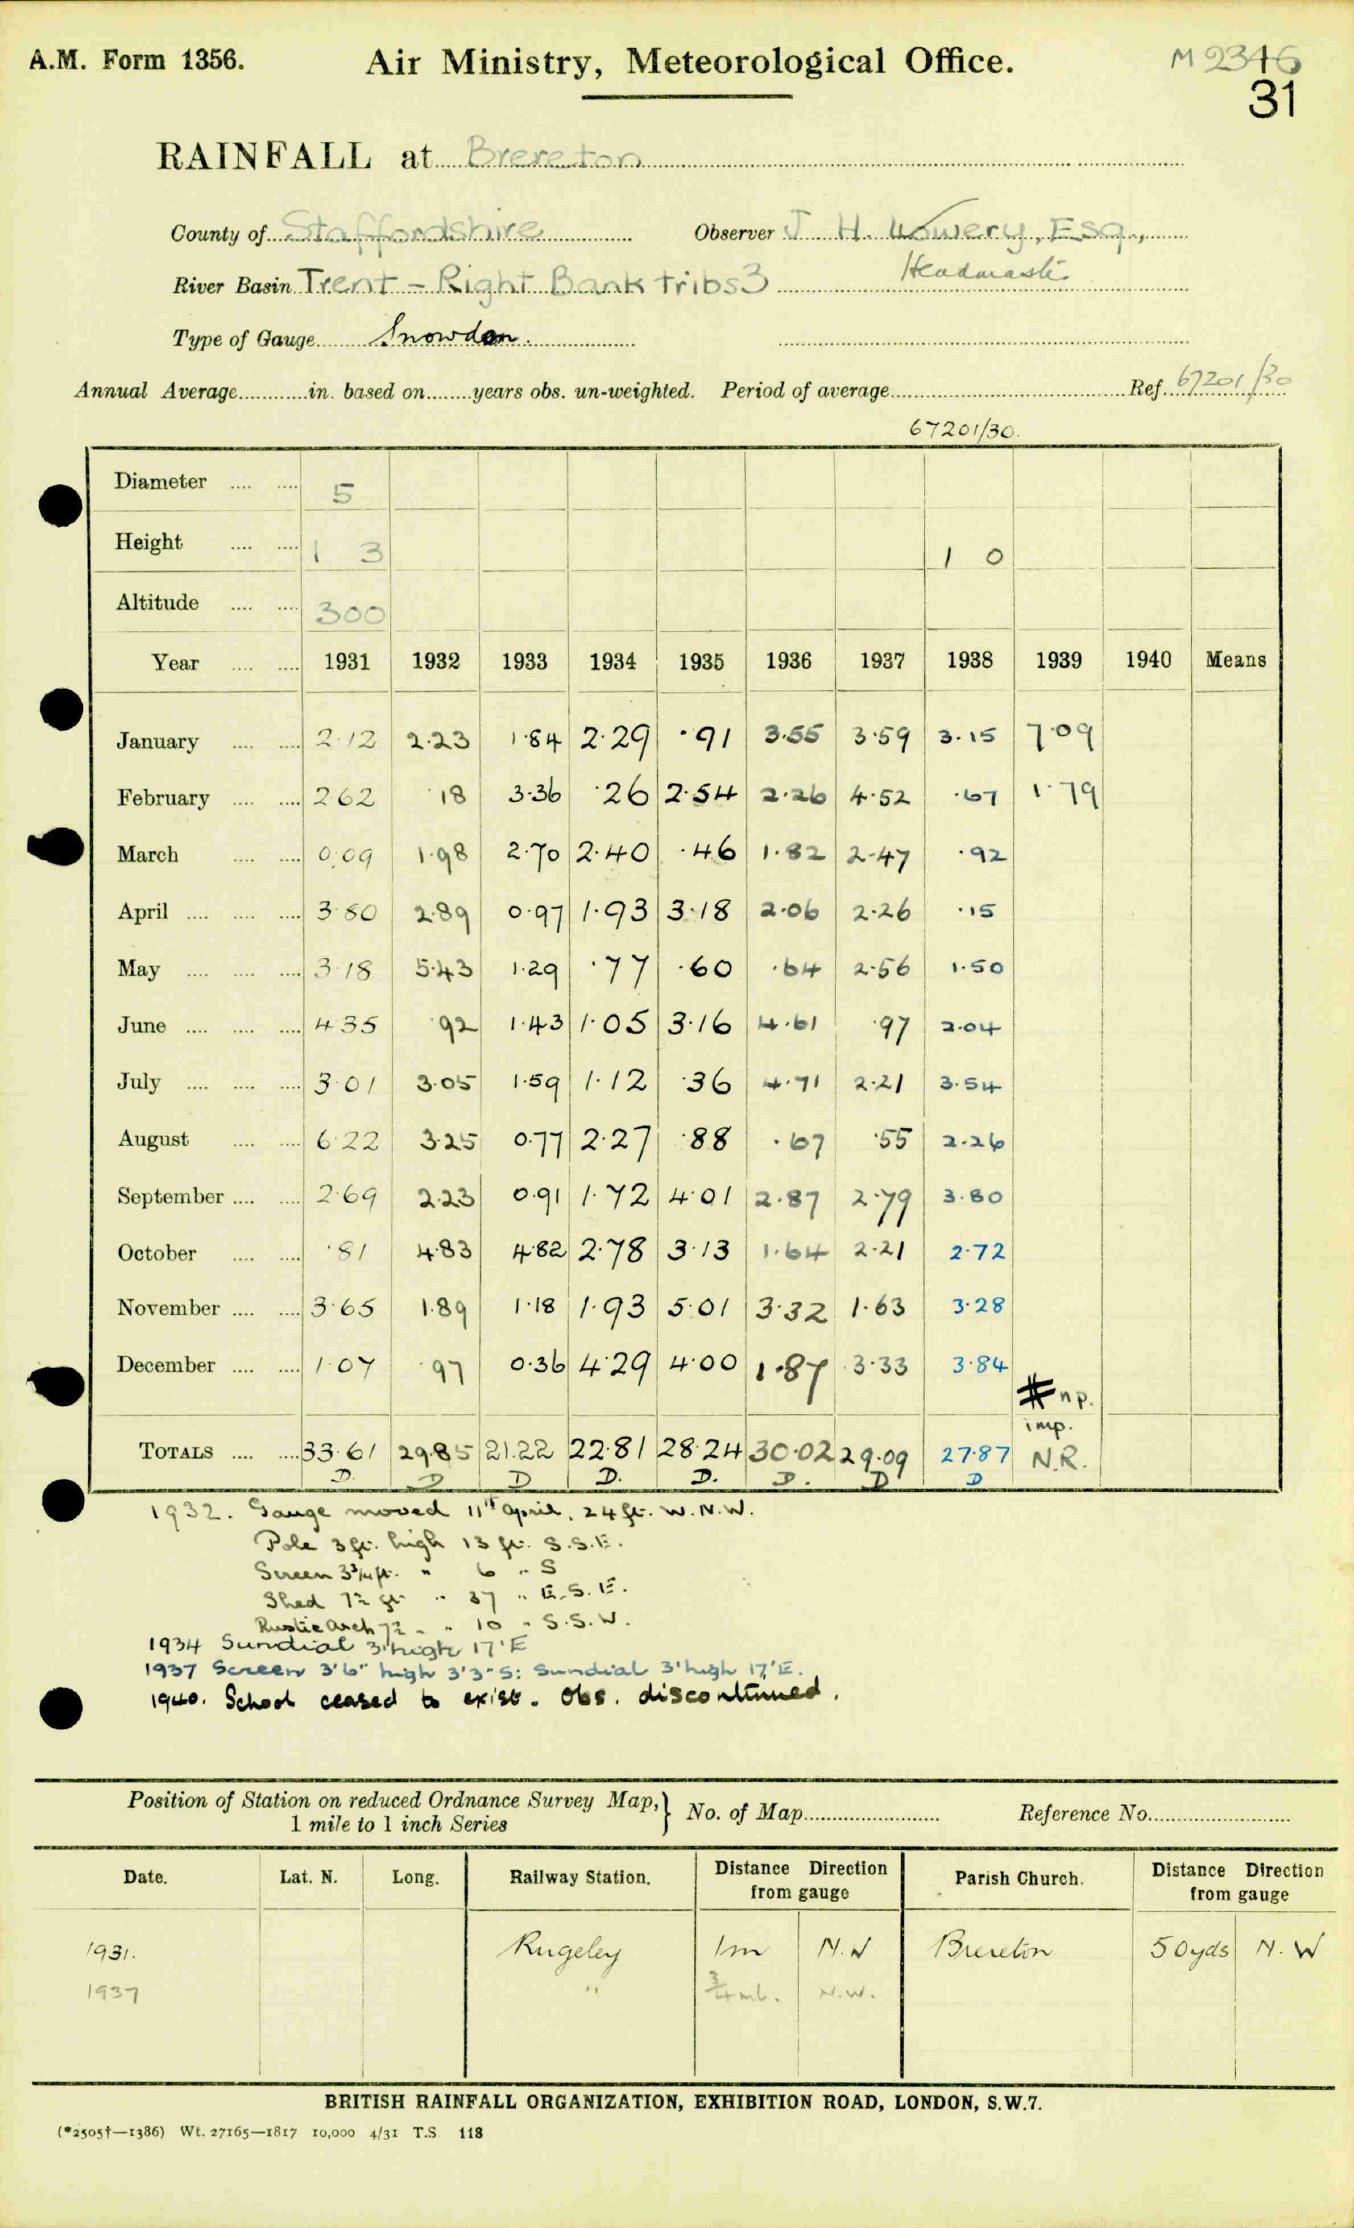 A.M. Form 1356. Air Ministry, Meteorological Office. M 2346
31
RAINFALL at Brereton
County of Staffordshire Observer J. H. Lowery, Esq.,
River Basin Trent - Right Bank tribs 3 Headmaster
Type of Gauge Snowdon.
Annual Average in. based on years obs. un-weighted. Period of average Ref. 67201/30
67201/30.
Diameter 5
Height 1 3 1 0
Altitude 300
Year 1931 1932 1933 1934 1935 1936 1937 1938 1939 1940 Means
January 2.12 2.23 1.84 2.29 .91 3.55 3.59 3.15 7.09
February 2.62 .18 3.36 .26 2.54 2.26 4.52 .67 1.79
March 0.09 1.98 2.70 2.40 .46 1.82 2.47 .92
April 3.80 2.89 0.97 1.93 3.18 2.06 2.26 .15
May 3.18 5.43 1.29 .77 .60 .64 2.56 1.50
June 4.35 .92 1.43 1.05 3.16 4.61 .97 2.04
July 3.01 3.05 1.59 1.12 .36 4.71 2.21 3.54
August 6.22 3.25 0.77 2.27 .88 .67 .55 2.26
September 2.69 2.23 0.91 1.72 4.01 2.87 2.79 3.80
October .81 4.83 4.82 2.78 3.13 1.64 2.21 2.72
November 3.65 1.89 1.18 1.93 5.01 3.32 1.63 3.28
December 1.07 .97 0.36 4.29 4.00 1.87 3.33 3.84
np.
imp.
TOTALS 33.61 29.85 21.22 22.81 28.24 30.02 29.09 27.87 N.R.
D. D D D. D. D. D D
1932. Gauge moved 11th April, 24 ft. W.N.W.
Pole 3 ft. high 13 ft. S.S.E.
Screen 3¾ ft. " 6 " S
Shed 7½ ft " 37 " E.S.E.
Rustic Arch 7½ " " 10 " S.S.W.
1934 Sundial 3' high 17' E
1937 Screen 3'6" high 3'3" S: Sundial 3' high 17' E.
1940. School ceased to exist. Obs. discontinued.
Position of Station on reduced Ordnance Survey Map, } No. of Map Reference No.
1 mile to 1 inch Series
Date. Lat. N. Long. Railway Station. Distance Direction from gauge Parish Church. Distance Direction from gauge
1931. Rugeley 1m N.W Brereton 50yds N.W
1937 " ¾ ml. N.W.
BRITISH RAINFALL ORGANIZATION, EXHIBITION ROAD, LONDON, S.W.7.
(*2505†—1386) Wt. 27165—1817 10,000 4/31 T.S 118